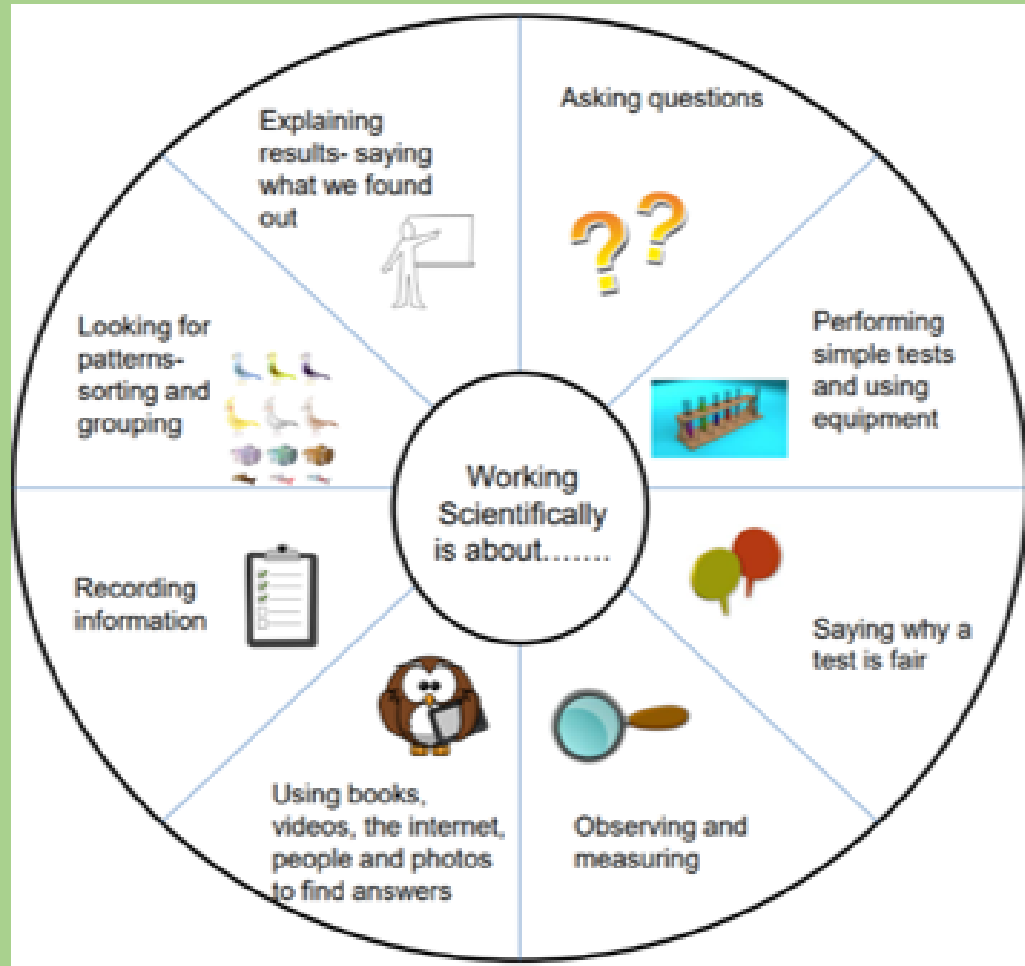 Working
Scientifically
is about.......
Asking questions
Performing
simple tests
and using
equipment
Saying why a
test is fair
Observing and
measuring
Using books,
videos, the internet,
people and photos
to find answers
Recording
information
Looking for
patterns-
sorting and
grouping
Explaining
results- saying
what we found
out